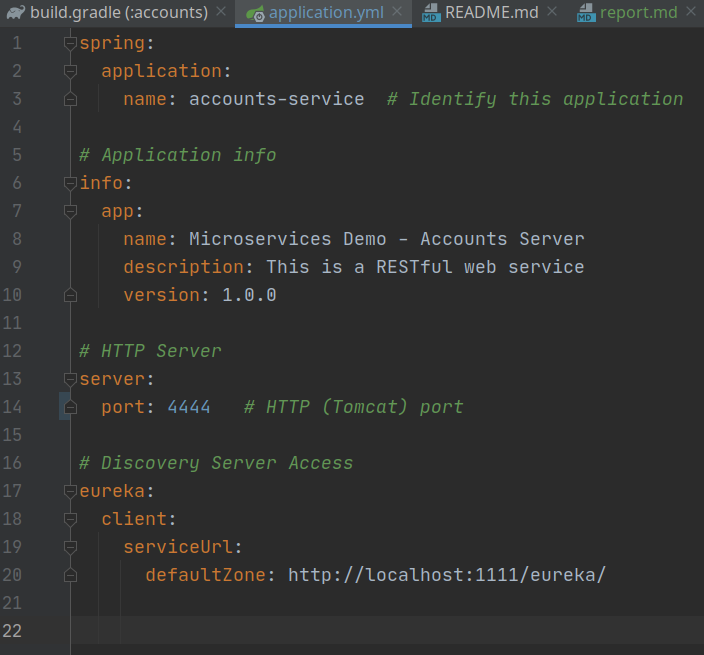 build.gradle (:accounts) application.yml README.md report.md
1 spring:
2   application:
3     name: accounts-service  # Identify this application
4
5 # Application info
6 info:
7   app:
8     name: Microservices Demo - Accounts Server
9     description: This is a RESTful web service
10     version: 1.0.0
11
12 # HTTP Server
13 server:
14   port: 4444   # HTTP (Tomcat) port
15
16 # Discovery Server Access
17 eureka:
18   client:
19     serviceUrl:
20       defaultZone: http://localhost:1111/eureka/
21
22